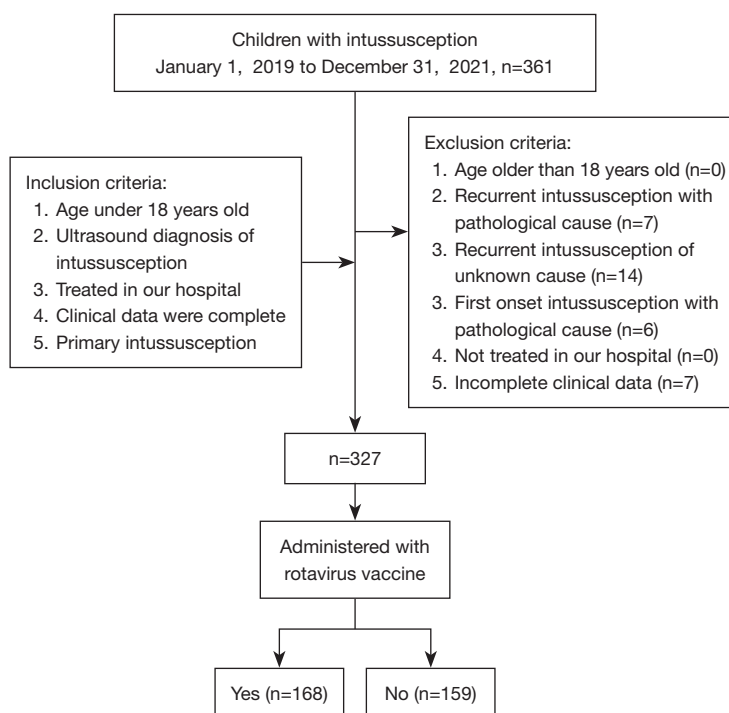 Children with intussusception
January 1, 2019 to December 31, 2021, n=361
Inclusion criteria:
1. Age under 18 years old
2. Ultrasound diagnosis of
intussusception
3. Treated in our hospital
4. Clinical data were complete
5. Primary intussusception
Exclusion criteria:
1. Age older than 18 years old (n=0)
2. Recurrent intussusception with
pathological cause (n=7)
3. Recurrent intussusception of
unknown cause (n=14)
3. First onset intussusception with
pathological cause (n=6)
4. Not treated in our hospital (n=0)
5. Incomplete clinical data (n=7)
n=327
Administered with
rotavirus vaccine
Yes (n=168)
No (n=159)